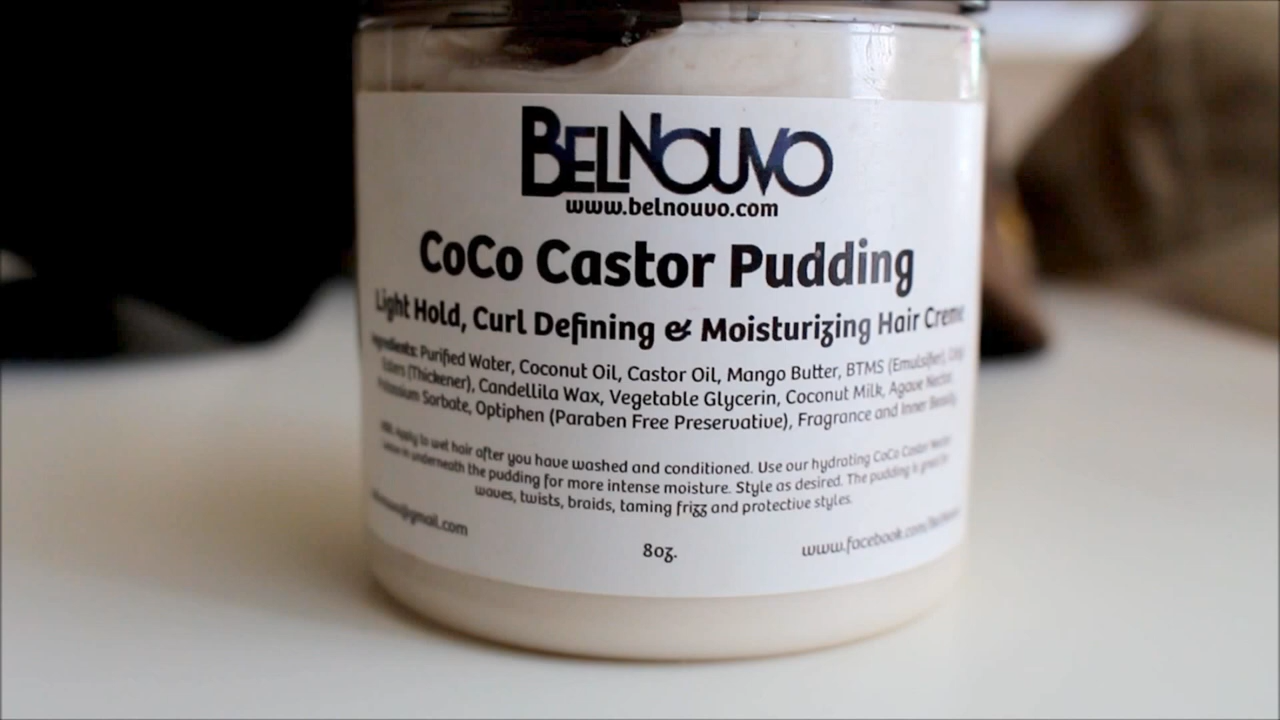 BELNOUVO
www.belnouvo.com
CoCo Castor Pudding
Light Hold, Curl Defining & Moisturizing Hair Creme
Ingredients: Purified Water, Coconut Oil, Castor Oil, Mango Butter, BTMS (Emulsifier),
Esters (Thickener), Candellila Wax, Vegetable Glycerin, Coconut Milk, Agave Nectar,
Potassium Sorbate, Optiphen (Paraben Free Preservative), Fragrance and Inner Beauty.
Apply to wet hair after you have washed and conditioned. Use our hydrating CoCo Castor
underneath the pudding for more intense moisture. Style as desired. The pudding is great
waves, twists, braids, taming frizz and protective styles.
@gmail.com
8oz.
www.facebook.com/